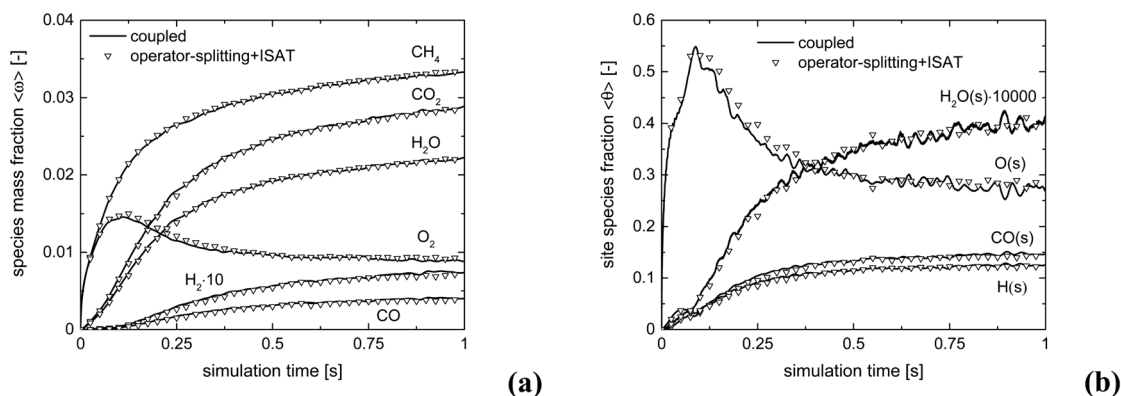 0.04
0.03
0.02
0.01
0
species mass fraction <ω> [-]
coupled
operator-splitting+ISAT
CH4
CO2
H2O
O2
H2·10
CO
0 0.25 0.5 0.75 1
simulation time [s]
(a)
0.6
0.5
0.4
0.3
0.2
0.1
0.0
site species fraction <θ> [-]
coupled
operator-splitting+ISAT
H2O(s)·10000
O(s)
CO(s)
H(s)
0 0.25 0.5 0.75 1
simulation time [s]
(b)